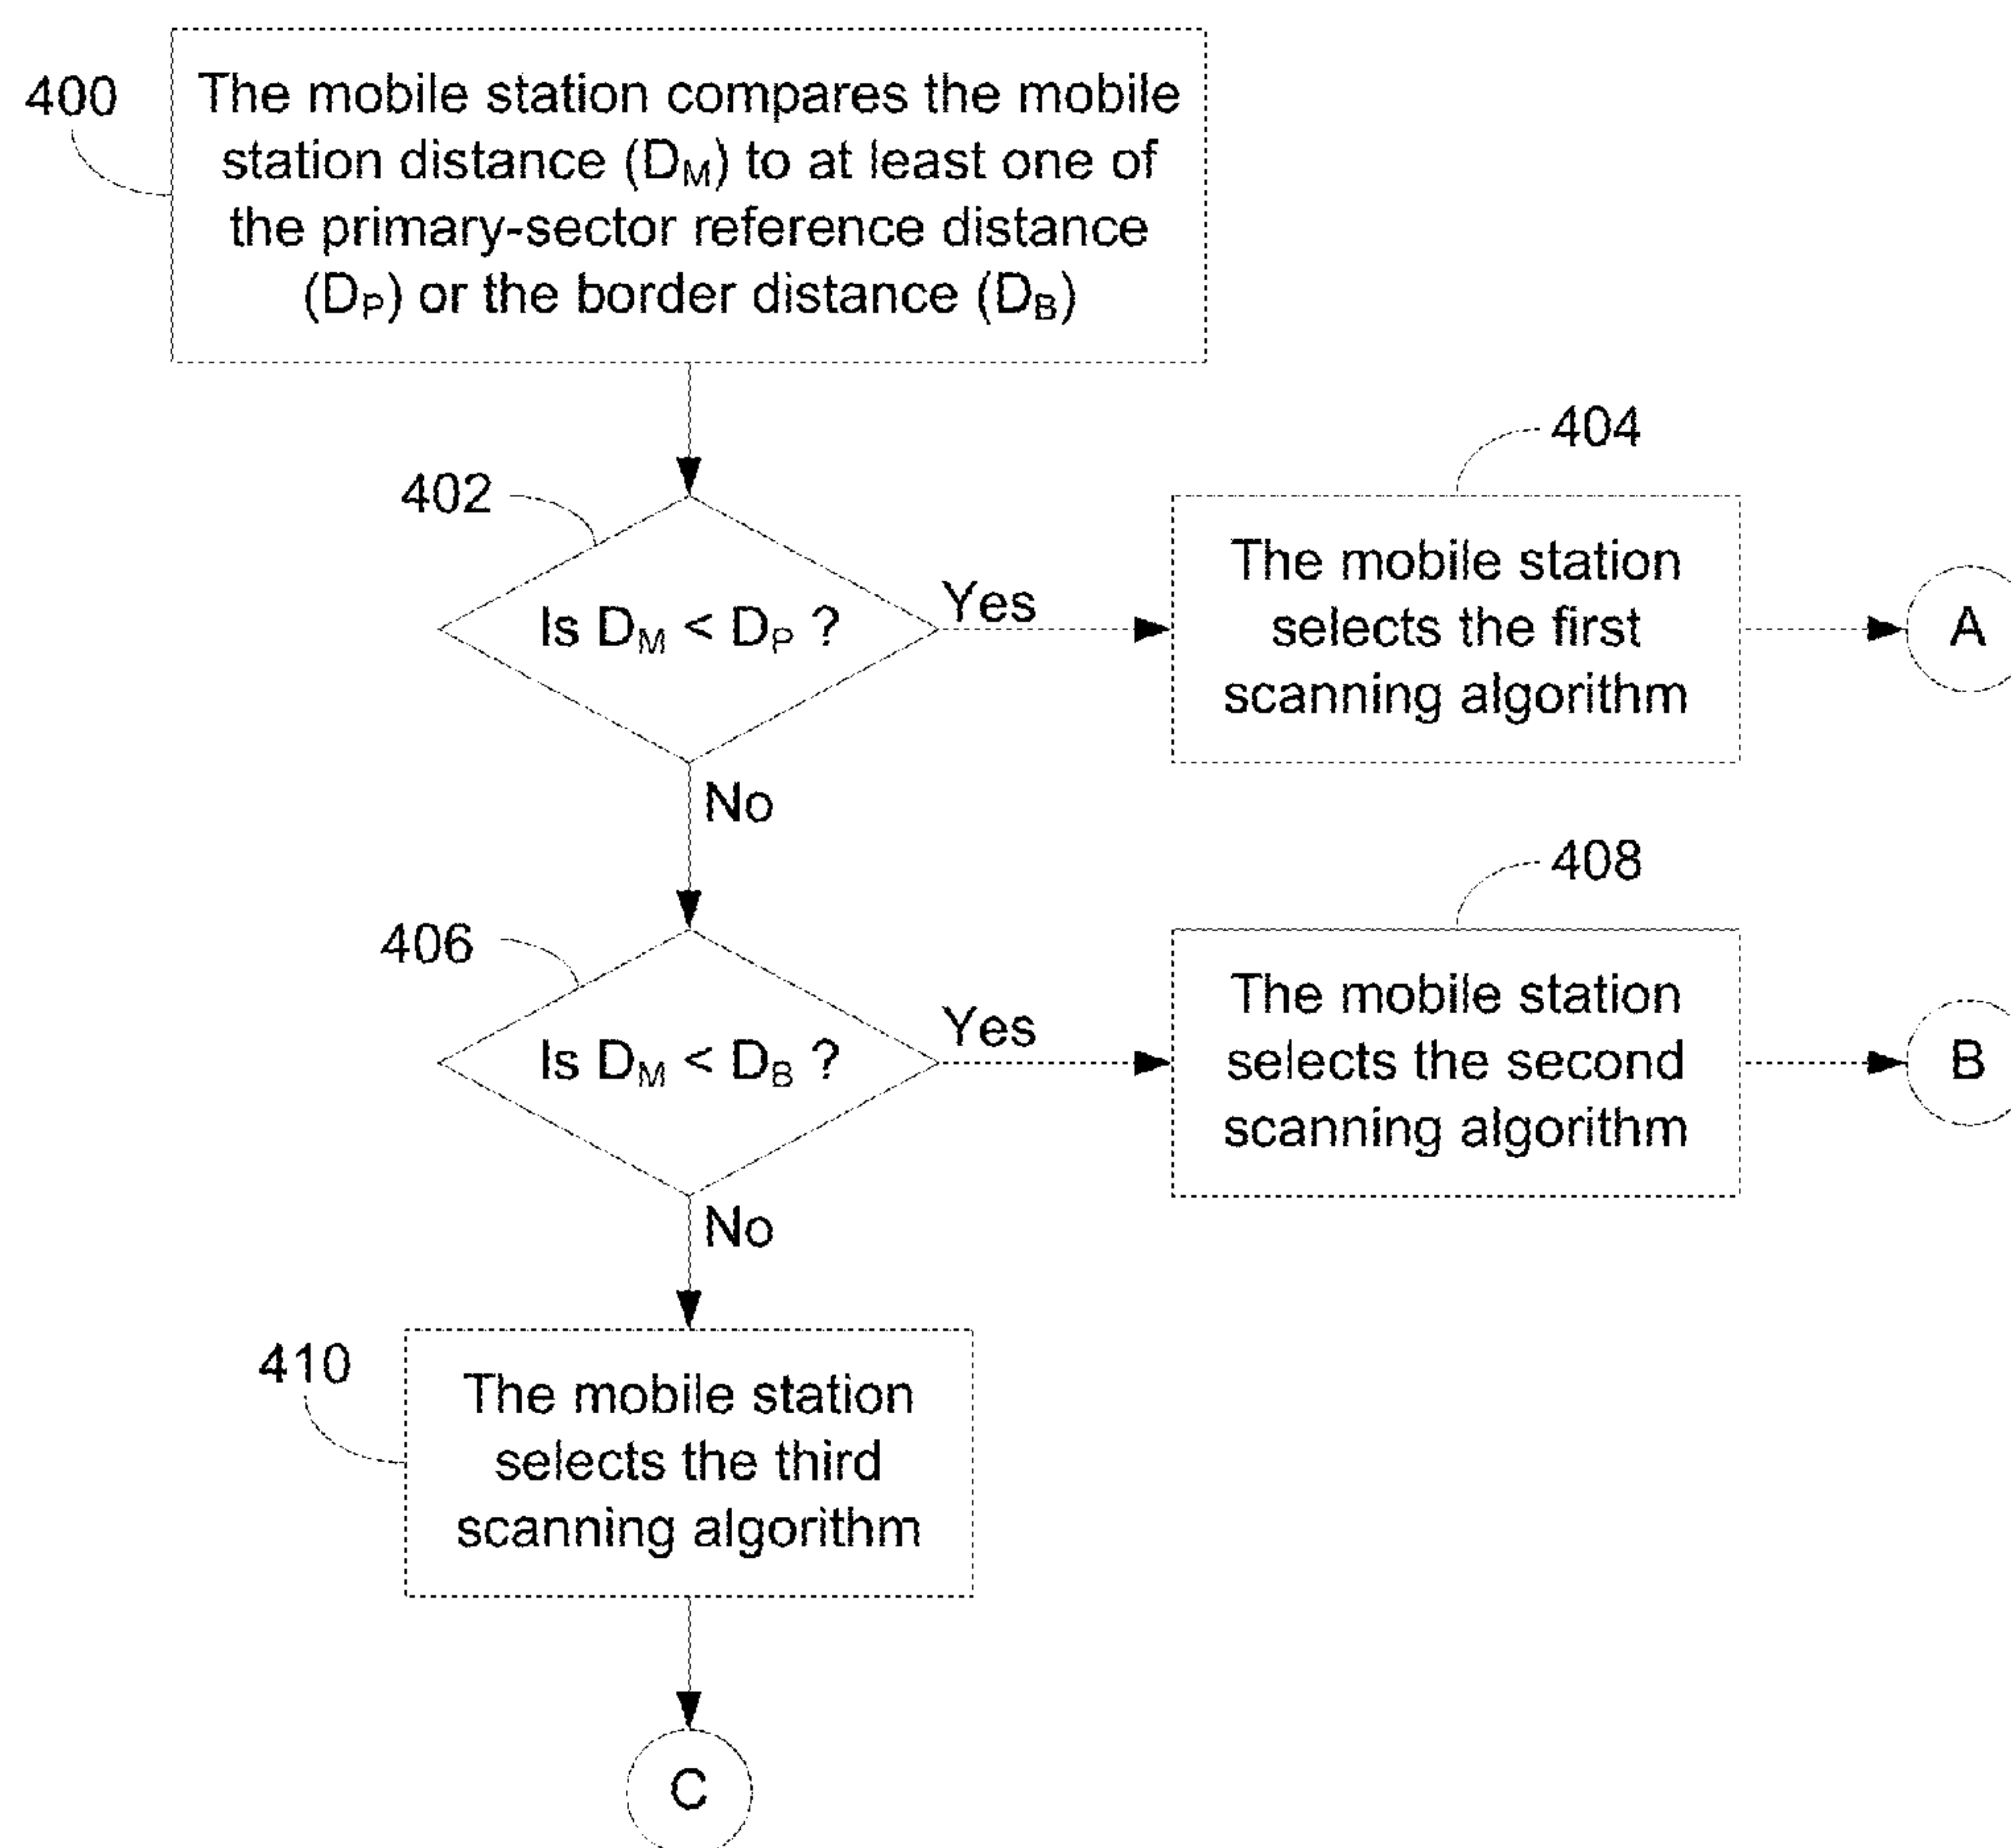 400
The mobile station compares the mobile
station distance (DM) to at least one of
the primary-sector reference distance
(DP) or the border distance (DB)
404
402
Is DM < DP ?
Yes
The mobile station
selects the first
scanning algorithm
A
No
408
406
Is DM < DB ?
Yes
The mobile station
selects the second
scanning algorithm
B
No
410
The mobile station
selects the third
scanning algorithm
C